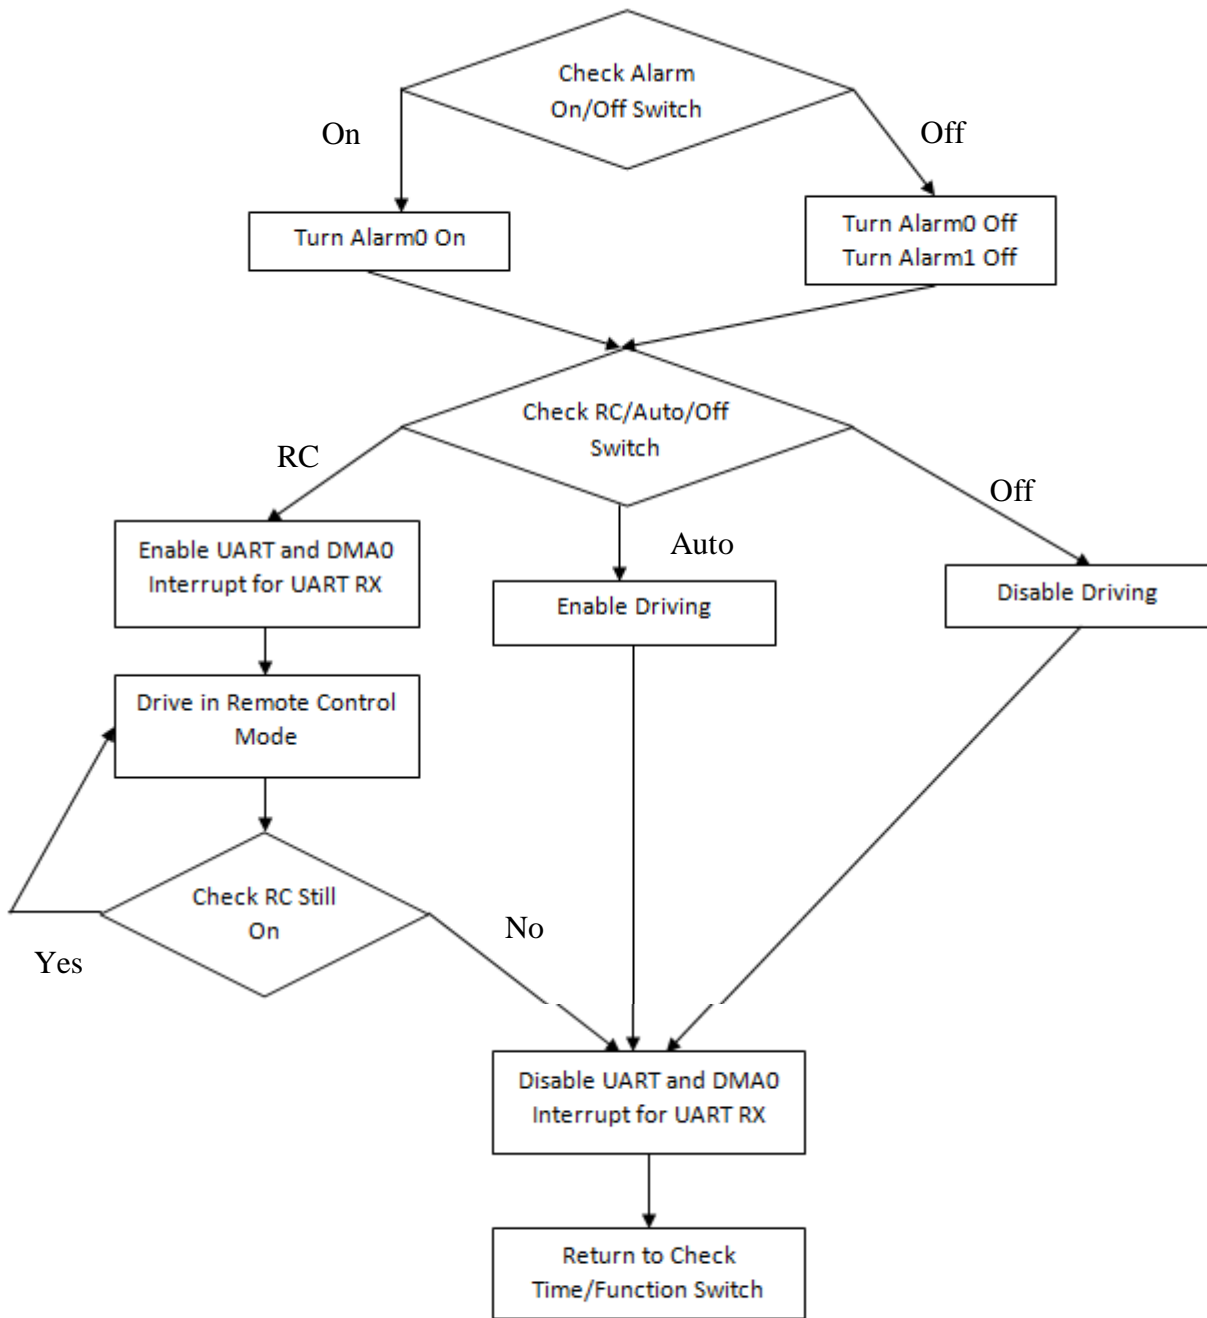 Check Alarm
On/Off Switch
On
Off
Turn Alarm0 On
Turn Alarm0 Off
Turn Alarm1 Off
Check RC/Auto/Off
Switch
RC
Auto
Off
Enable UART and DMA0
Interrupt for UART RX
Enable Driving
Disable Driving
Drive in Remote Control
Mode
Check RC Still
On
Yes
No
Disable UART and DMA0
Interrupt for UART RX
Return to Check
Time/Function Switch